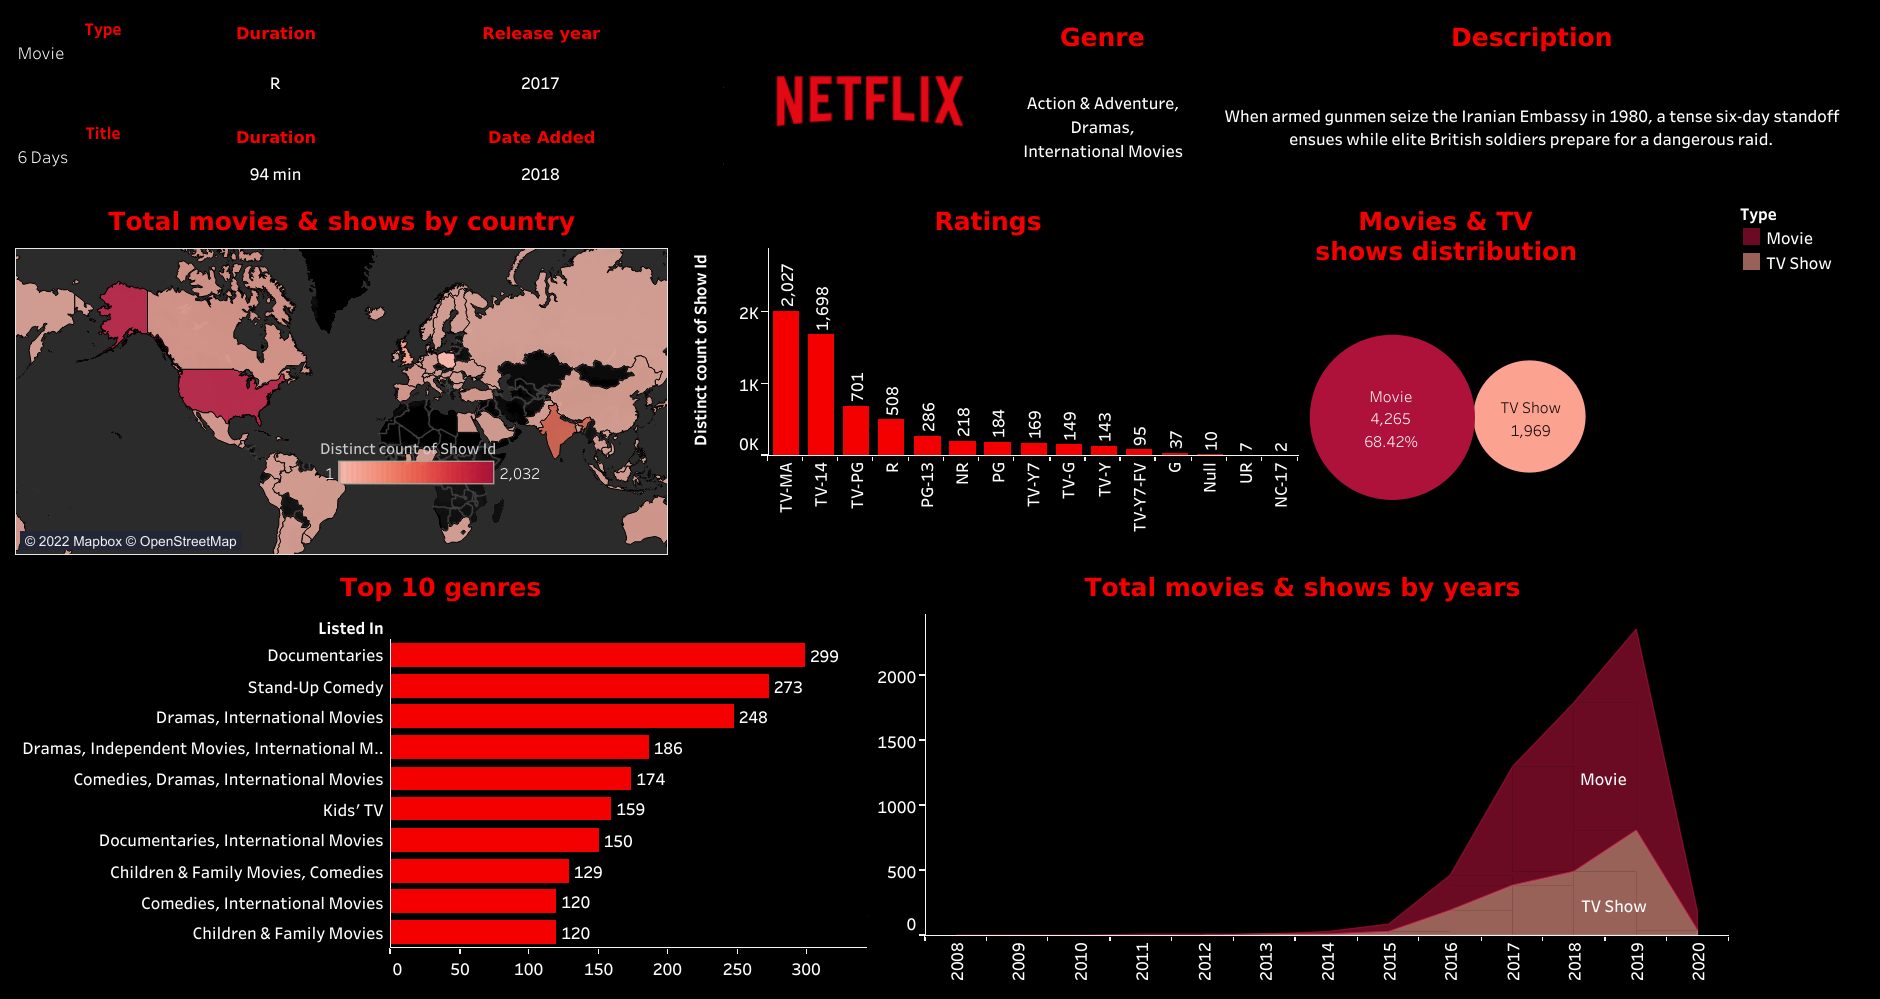 Type
Movie
Duration
R
Release year
2017
Title
6 Days
Duration
94 min
Date Added
2018
NETFLIX
Genre
Action & Adventure,
Dramas,
International Movies
Description
When armed gunmen seize the Iranian Embassy in 1980, a tense six-day standoff
ensues while elite British soldiers prepare for a dangerous raid.
Total movies & shows by country
Distinct count of Show Id
1
2,032
© 2022 Mapbox © OpenStreetMap
Ratings
Distinct count of Show Id
2K
1K
0K
2,027
1,698
701
508
286
218
184
169
149
143
95
37
10
7
2
TV-MA
TV-14
TV-PG
R
PG-13
NR
PG
TV-Y7
TV-G
TV-Y
TV-Y7-FV
G
Null
UR
NC-17
Movies & TV
shows distribution
Movie
4,265
68.42%
TV Show
1,969
Type
Movie
TV Show
Top 10 genres
Listed In
Documentaries
299
Stand-Up Comedy
273
Dramas, International Movies
248
Dramas, Independent Movies, International M..
186
Comedies, Dramas, International Movies
174
Kids’ TV
159
Documentaries, International Movies
150
Children & Family Movies, Comedies
129
Comedies, International Movies
120
Children & Family Movies
120
0
50
100
150
200
250
300
Total movies & shows by years
2000
1500
1000
500
0
Movie
TV Show
2008
2009
2010
2011
2012
2013
2014
2015
2016
2017
2018
2019
2020